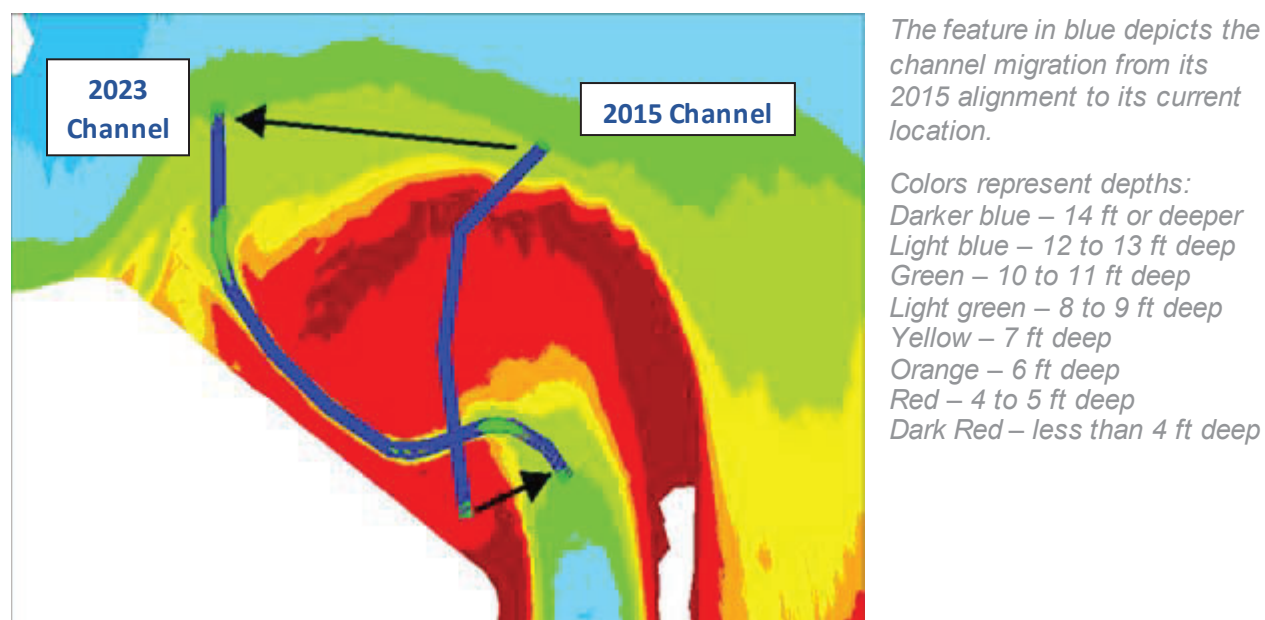 2023
Channel
2015 Channel
The feature in blue depicts the
channel migration from its
2015 alignment to its current
location.
Colors represent depths:
Darker blue – 14 ft or deeper
Light blue – 12 to 13 ft deep
Green – 10 to 11 ft deep
Light green – 8 to 9 ft deep
Yellow – 7 ft deep
Orange – 6 ft deep
Red – 4 to 5 ft deep
Dark Red – less than 4 ft deep